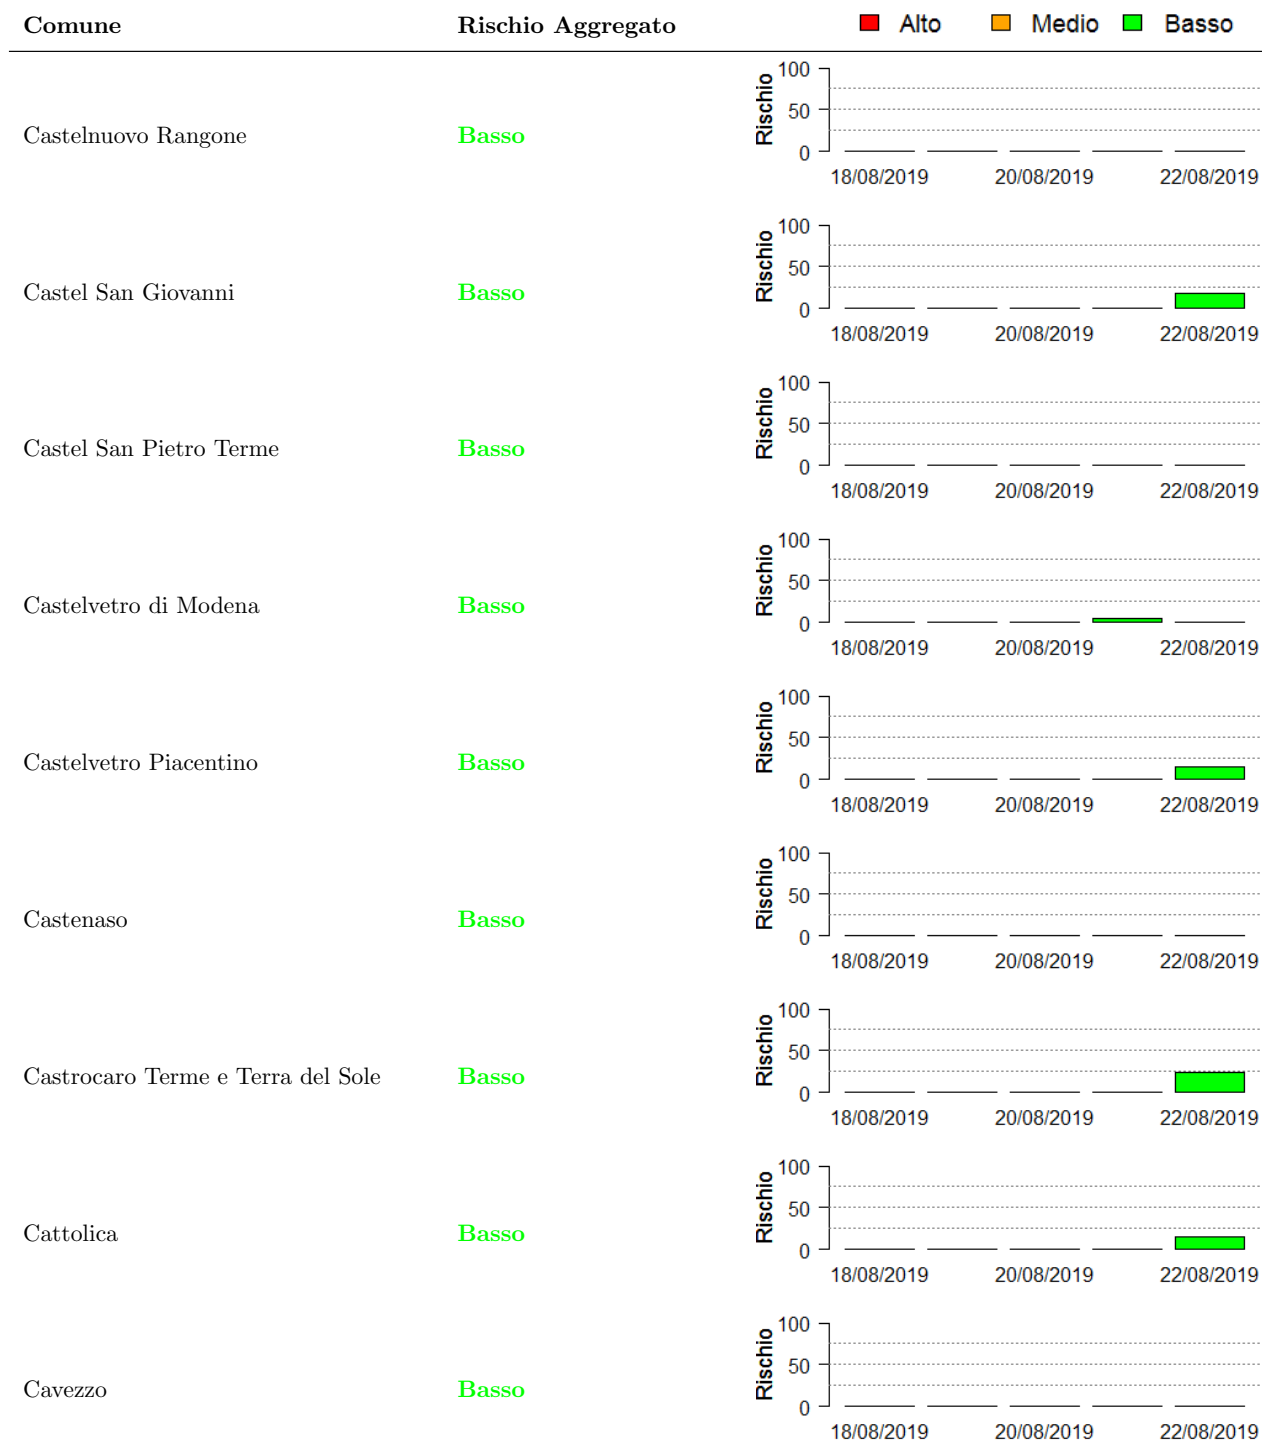 Comune Rischio Aggregato Alto Medio Basso
100
50
0
Rischio
Castelnuovo Rangone Basso
18/08/2019 20/08/2019 22/08/2019
100
50
0
Rischio
Castel San Giovanni Basso
18/08/2019 20/08/2019 22/08/2019
100
50
0
Rischio
Castel San Pietro Terme Basso
18/08/2019 20/08/2019 22/08/2019
100
50
0
Rischio
Castelvetro di Modena Basso
18/08/2019 20/08/2019 22/08/2019
100
50
0
Rischio
Castelvetro Piacentino Basso
18/08/2019 20/08/2019 22/08/2019
100
50
0
Rischio
Castenaso Basso
18/08/2019 20/08/2019 22/08/2019
100
50
0
Rischio
Castrocaro Terme e Terra del Sole Basso
18/08/2019 20/08/2019 22/08/2019
100
50
0
Rischio
Cattolica Basso
18/08/2019 20/08/2019 22/08/2019
100
50
0
Rischio
Cavezzo Basso
18/08/2019 20/08/2019 22/08/2019